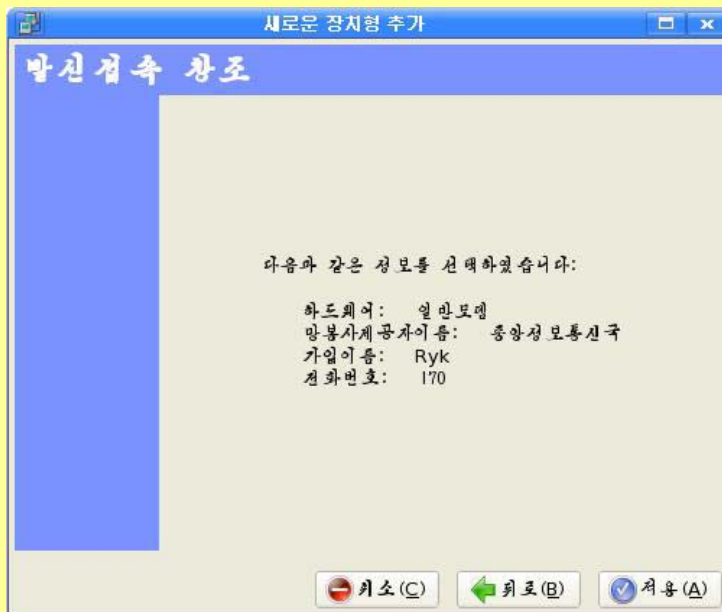 새로운 장치형 추가
발신접속 창조
다음과 같은 정보를 선택하였습니다:
하드웨어: 일반모뎀
망봉사제공자이름: 중앙정보통신국
가입이름: Ryk
전화번호: 170
취소(C) 뒤로(B) 적용(A)